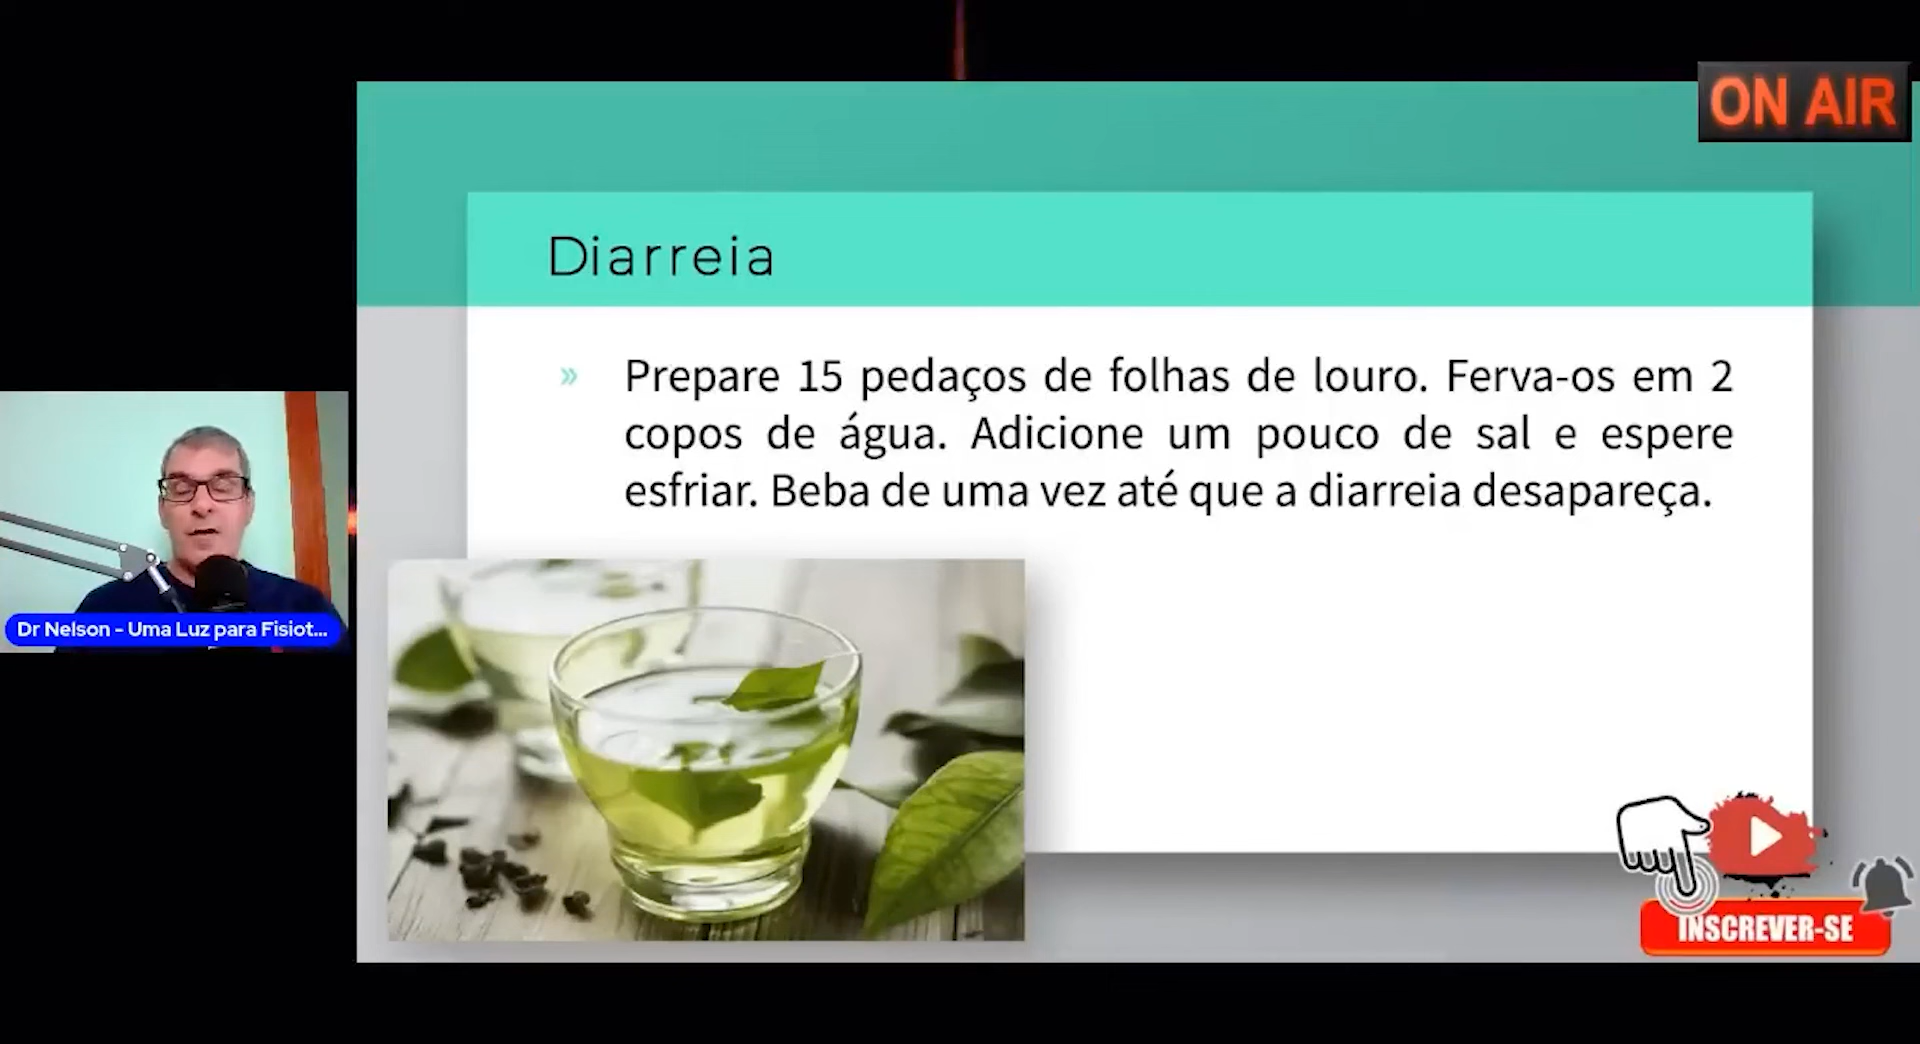 ON AIR
Diarreia
» Prepare 15 pedaços de folhas de louro. Ferva-os em 2
copos de água. Adicione um pouco de sal e espere
esfriar. Beba de uma vez até que a diarreia desapareça.
Dr Nelson - Uma Luz para Fisiot...
INSCREVER-SE